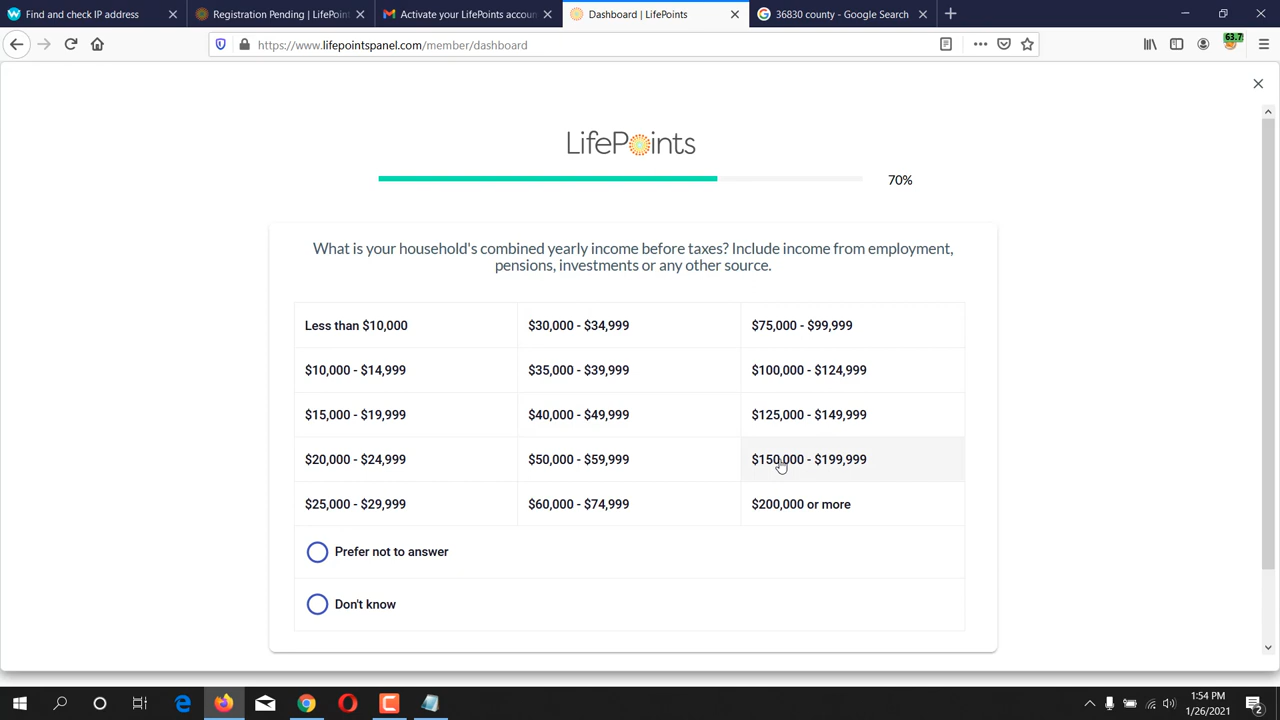 Find and check IP address
Registration Pending | LifePoint
Activate your LifePoints accoun
Dashboard | LifePoints
36830 county - Google Search
https://www.lifepointspanel.com/member/dashboard
63.7
LifePoints
70%
What is your household's combined yearly income before taxes? Include income from employment,
pensions, investments or any other source.
Less than $10,000
$30,000 - $34,999
$75,000 - $99,999
$10,000 - $14,999
$35,000 - $39,999
$100,000 - $124,999
$15,000 - $19,999
$40,000 - $49,999
$125,000 - $149,999
$20,000 - $24,999
$50,000 - $59,999
$150,000 - $199,999
$25,000 - $29,999
$60,000 - $74,999
$200,000 or more
Prefer not to answer
Don't know
1:54 PM
1/26/2021
2